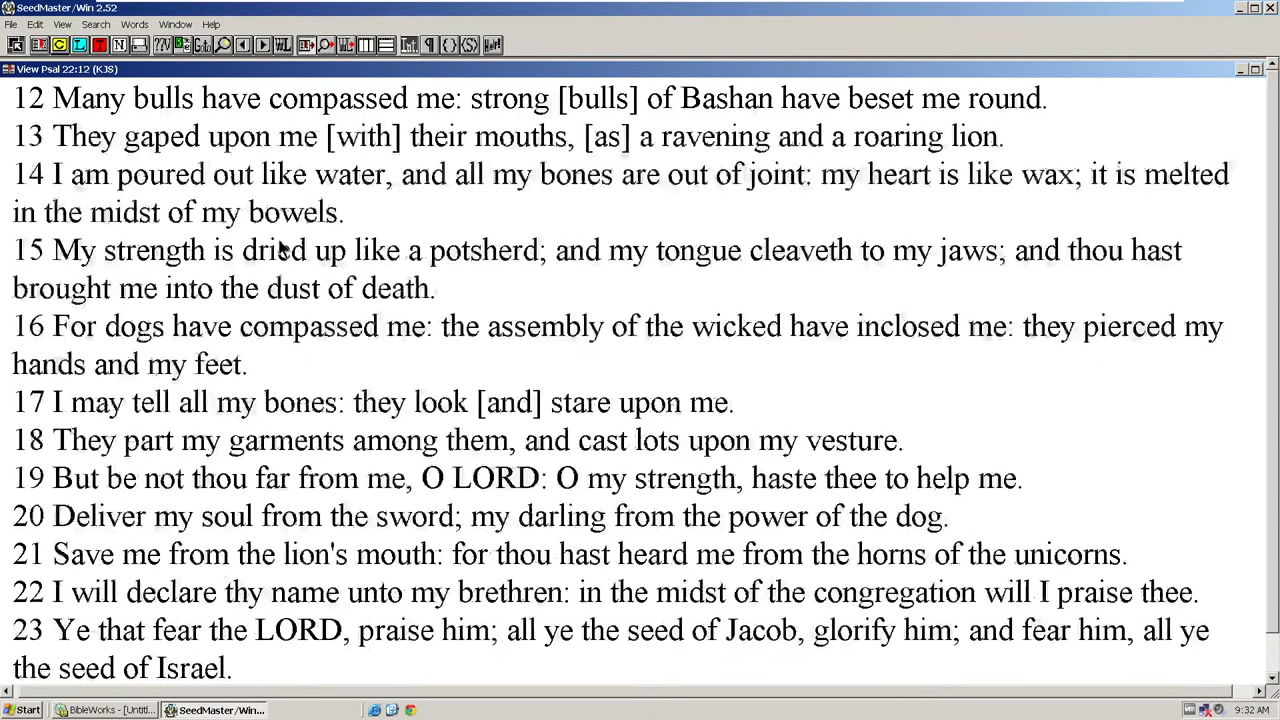 SeedMaster/Win 2.52
File Edit View Search Words Window Help
View Psal 22:12 (KJS)
12 Many bulls have compassed me: strong [bulls] of Bashan have beset me round.
13 They gaped upon me [with] their mouths, [as] a ravening and a roaring lion.
14 I am poured out like water, and all my bones are out of joint: my heart is like wax; it is melted
in the midst of my bowels.
15 My strength is dried up like a potsherd; and my tongue cleaveth to my jaws; and thou hast
brought me into the dust of death.
16 For dogs have compassed me: the assembly of the wicked have inclosed me: they pierced my
hands and my feet.
17 I may tell all my bones: they look [and] stare upon me.
18 They part my garments among them, and cast lots upon my vesture.
19 But be not thou far from me, O LORD: O my strength, haste thee to help me.
20 Deliver my soul from the sword; my darling from the power of the dog.
21 Save me from the lion's mouth: for thou hast heard me from the horns of the unicorns.
22 I will declare thy name unto my brethren: in the midst of the congregation will I praise thee.
23 Ye that fear the LORD, praise him; all ye the seed of Jacob, glorify him; and fear him, all ye
the seed of Israel.
Start BibleWorks - [Untitl... SeedMaster/Win... 9:32 AM